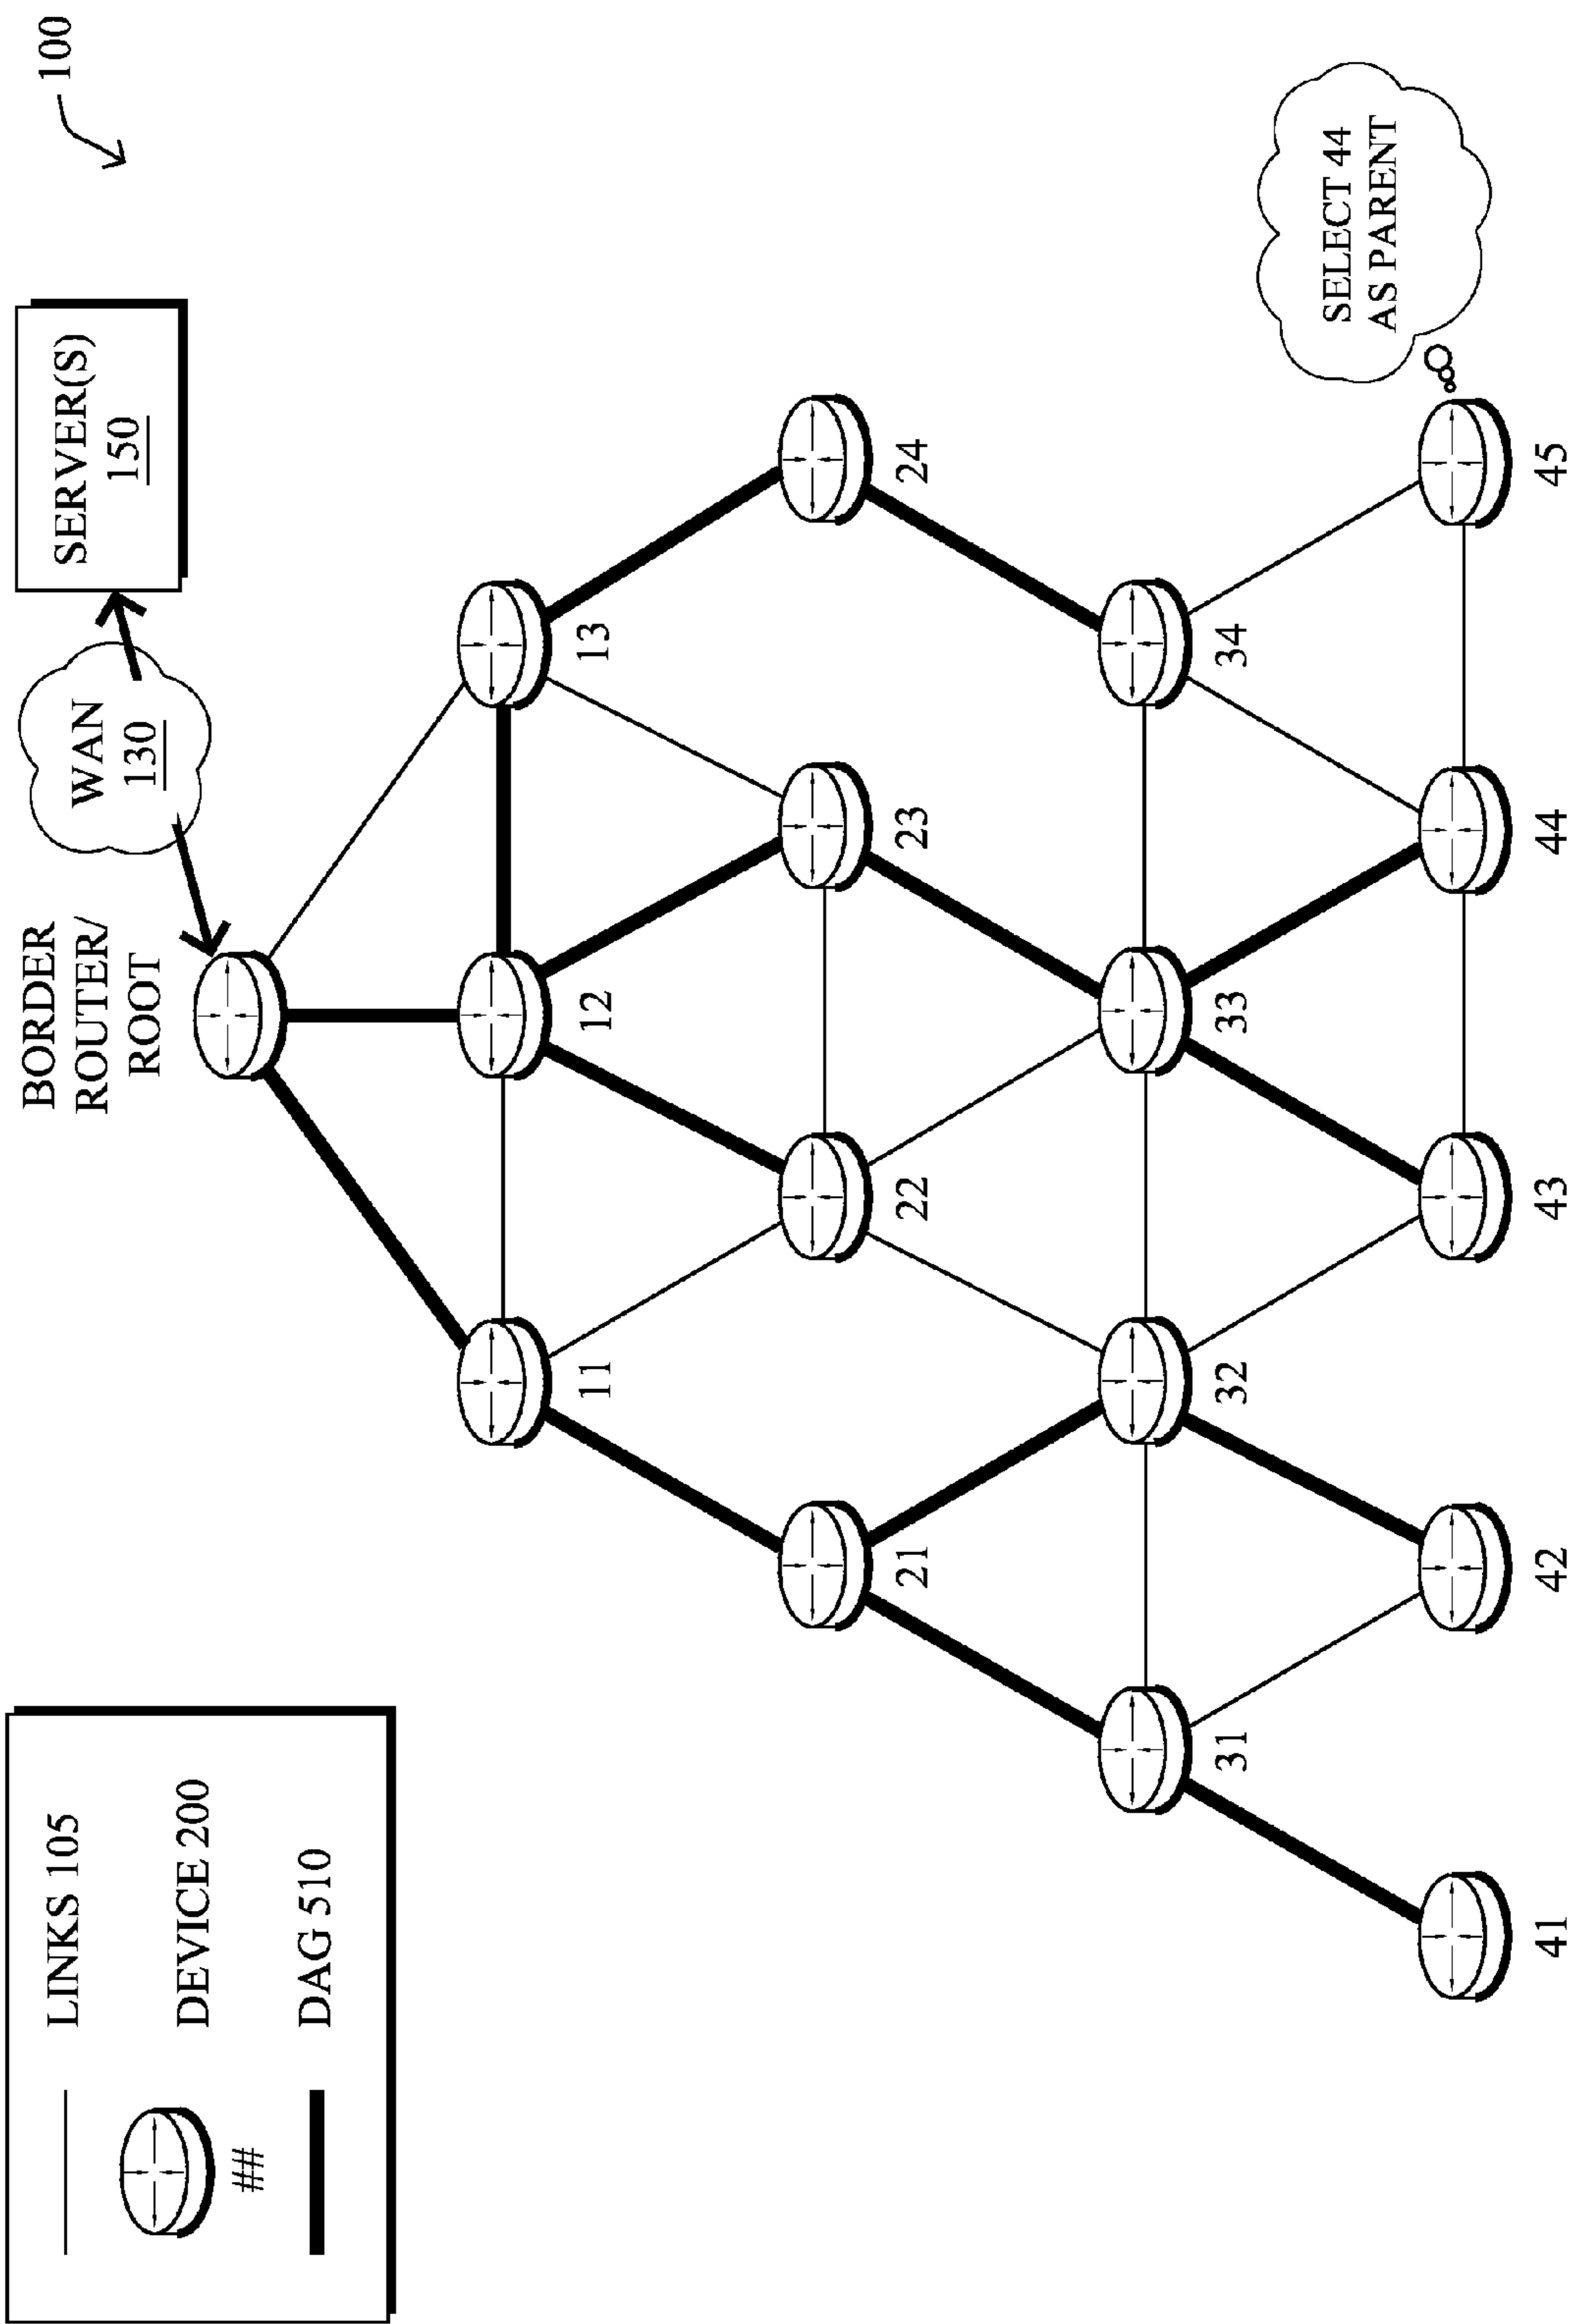 LINKS 105
DEVICE 200
##
DAG 510
BORDER
ROUTER/
ROOT
WAN
130
SERVER(S)
150
100
11
12
13
21
22
23
24
31
32
33
34
SELECT 44
AS PARENT
41
42
43
44
45